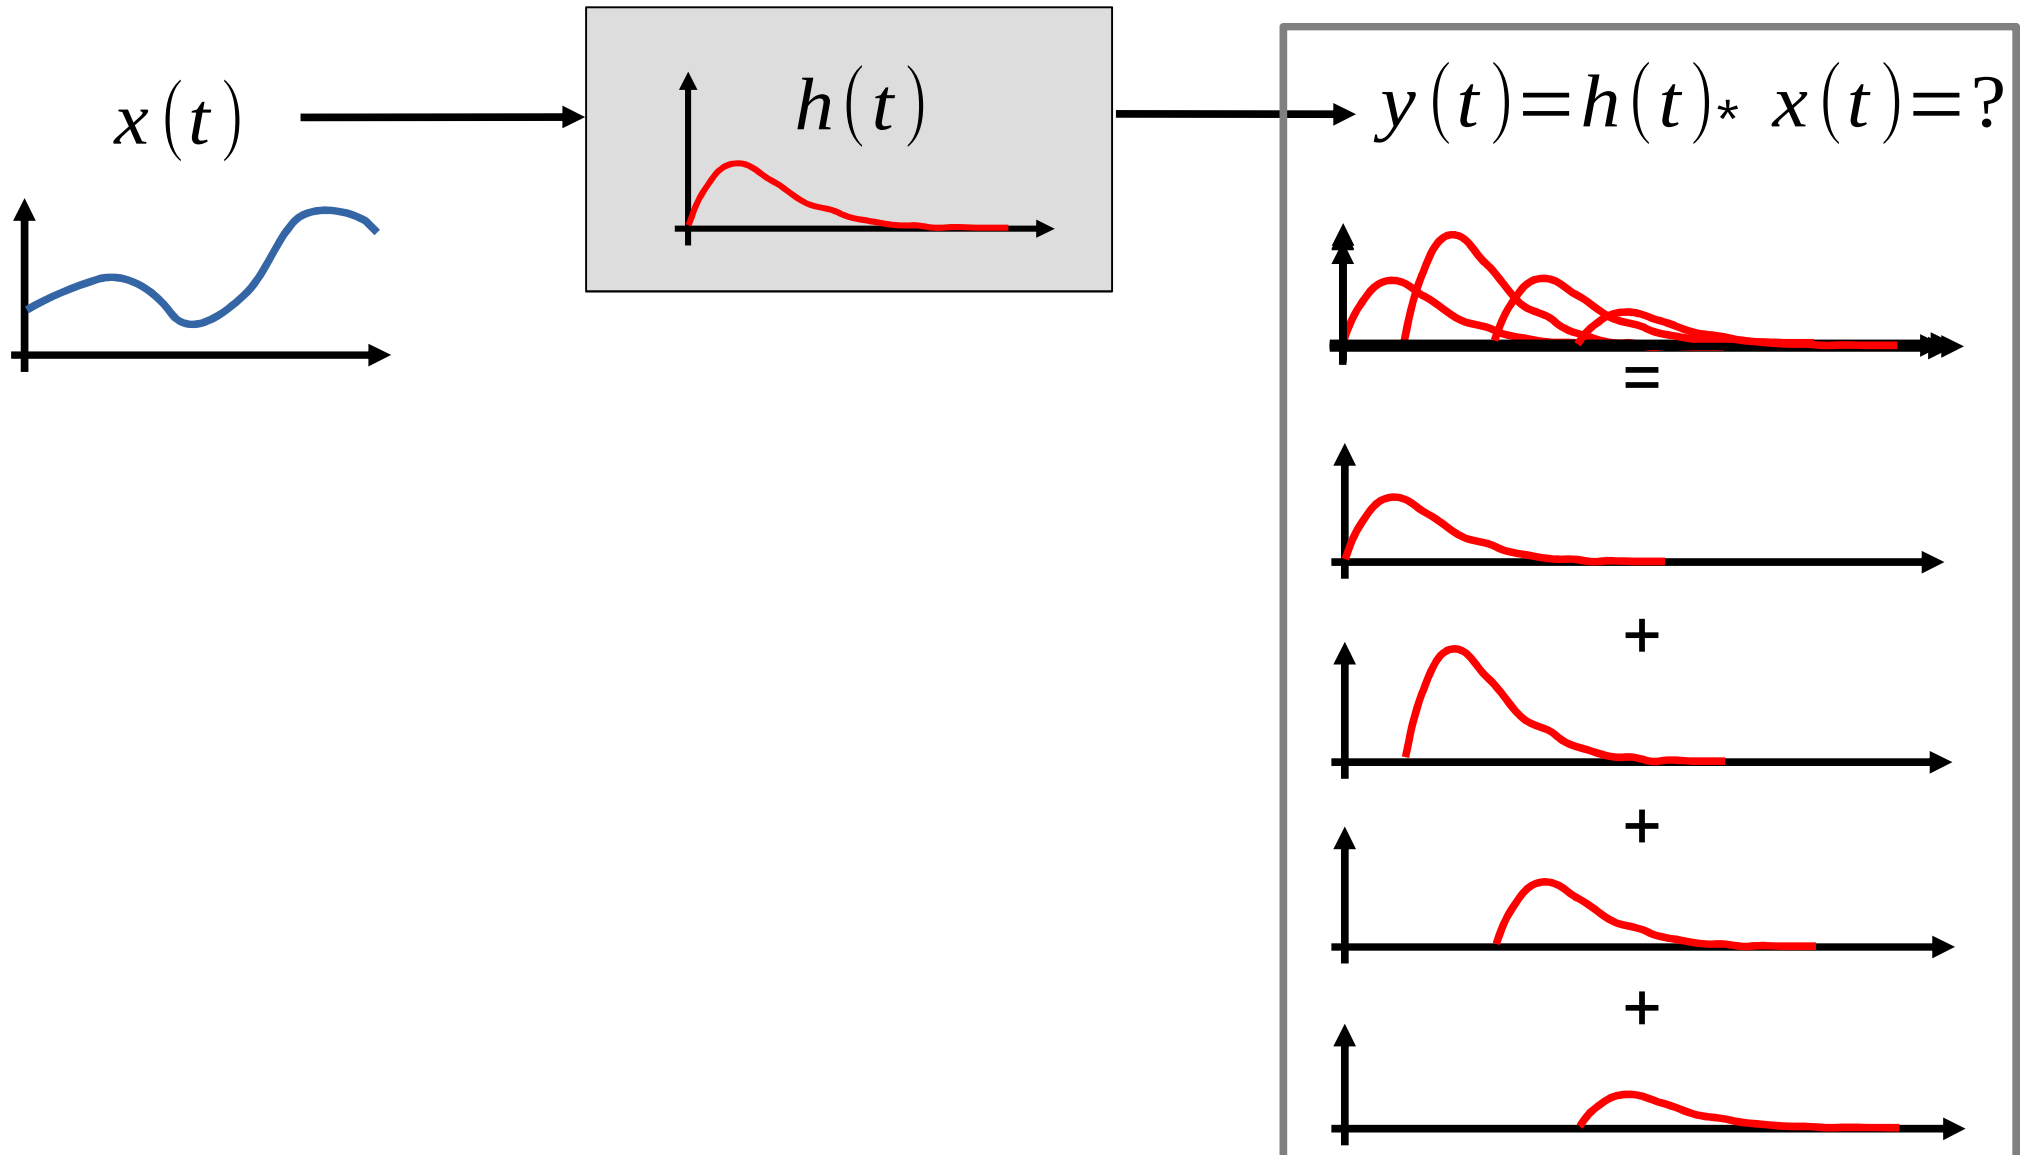 x(t)
h(t)
y(t)=h(t)* x(t)=?
=
+
+
+